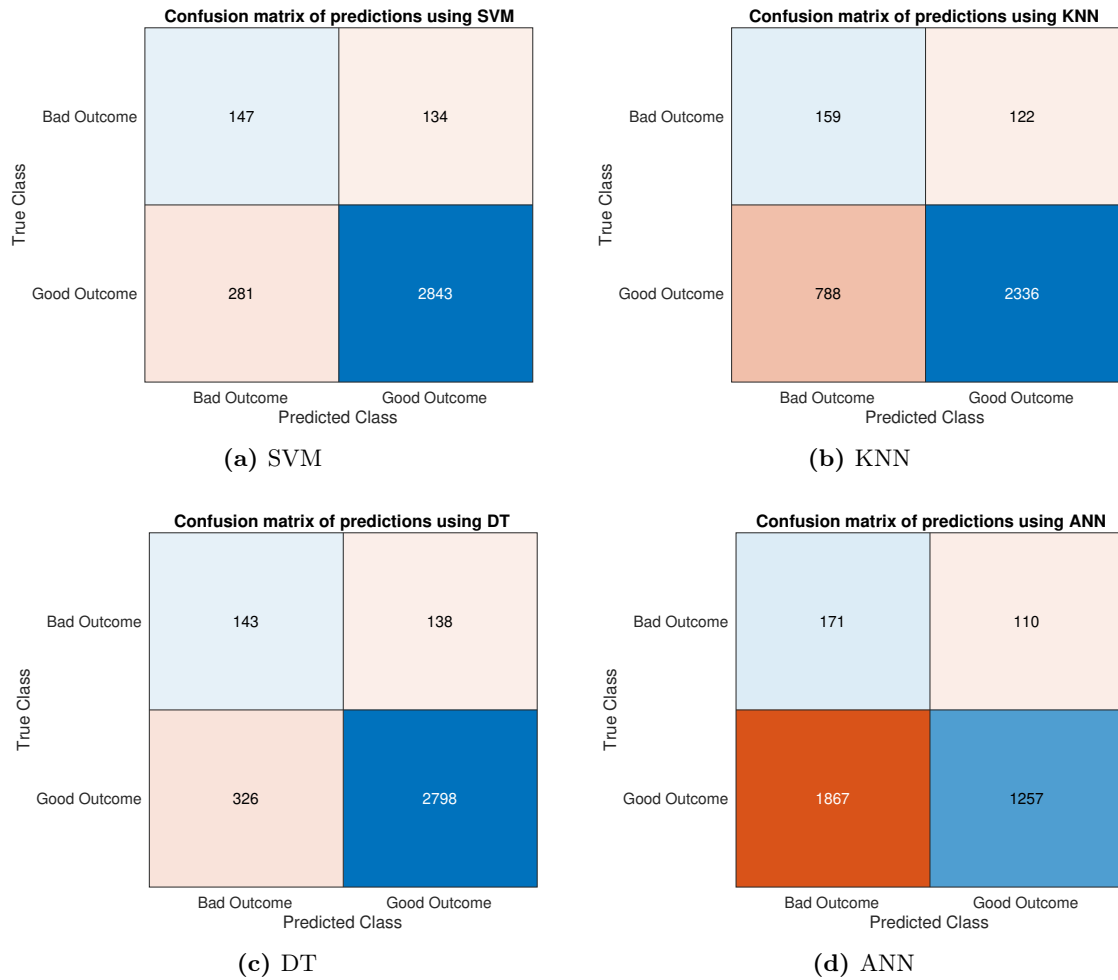 Confusion matrix of predictions using SVM
Bad Outcome
147
134
True Class
Good Outcome
281
2843
Bad Outcome
Good Outcome
Predicted Class
(a) SVM
Confusion matrix of predictions using KNN
Bad Outcome
159
122
True Class
Good Outcome
788
2336
Bad Outcome
Good Outcome
Predicted Class
(b) KNN
Confusion matrix of predictions using DT
Bad Outcome
143
138
True Class
Good Outcome
326
2798
Bad Outcome
Good Outcome
Predicted Class
(c) DT
Confusion matrix of predictions using ANN
Bad Outcome
171
110
True Class
Good Outcome
1867
1257
Bad Outcome
Good Outcome
Predicted Class
(d) ANN